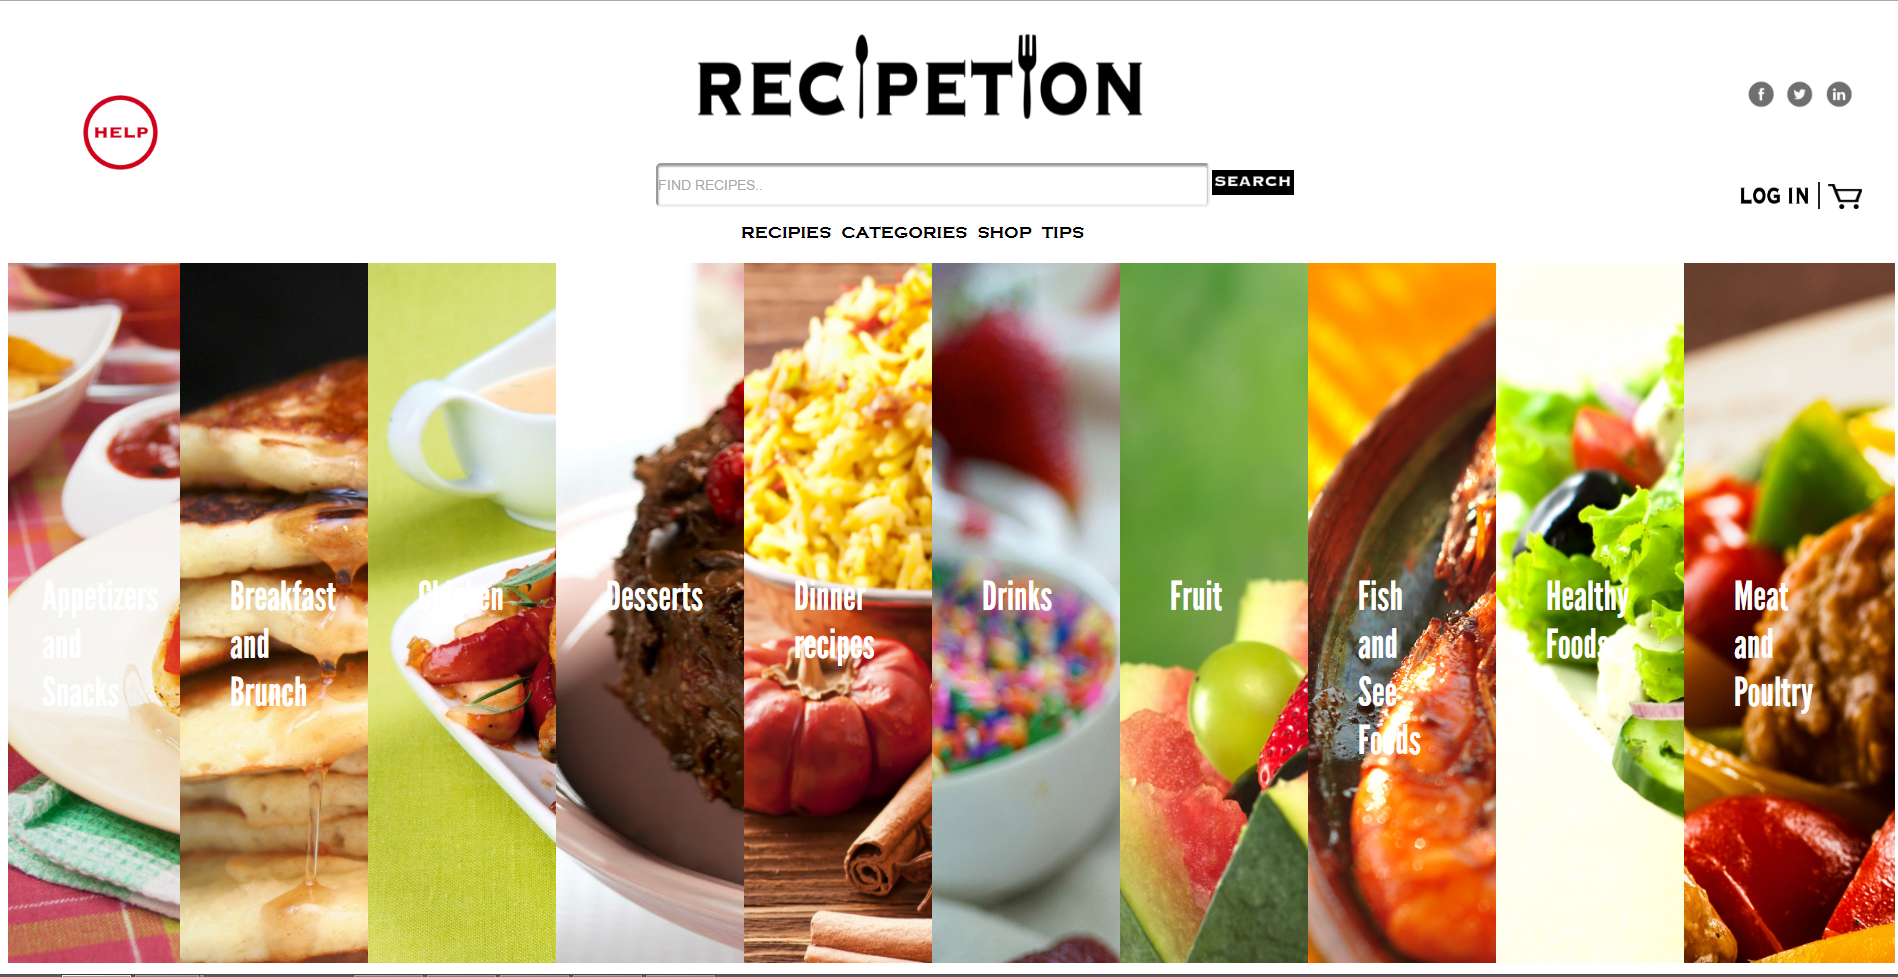 RECIPETION
HELP
f
in
FIND RECIPES..
SEARCH
LOG IN
RECIPIES CATEGORIES SHOP TIPS
Appetizers
and
Snacks
Breakfast
and
Brunch
Chicken
Desserts
Dinner
recipes
Drinks
Fruit
Fish
and
See
Foods
Healthy
Foods
Meat
and
Poultry